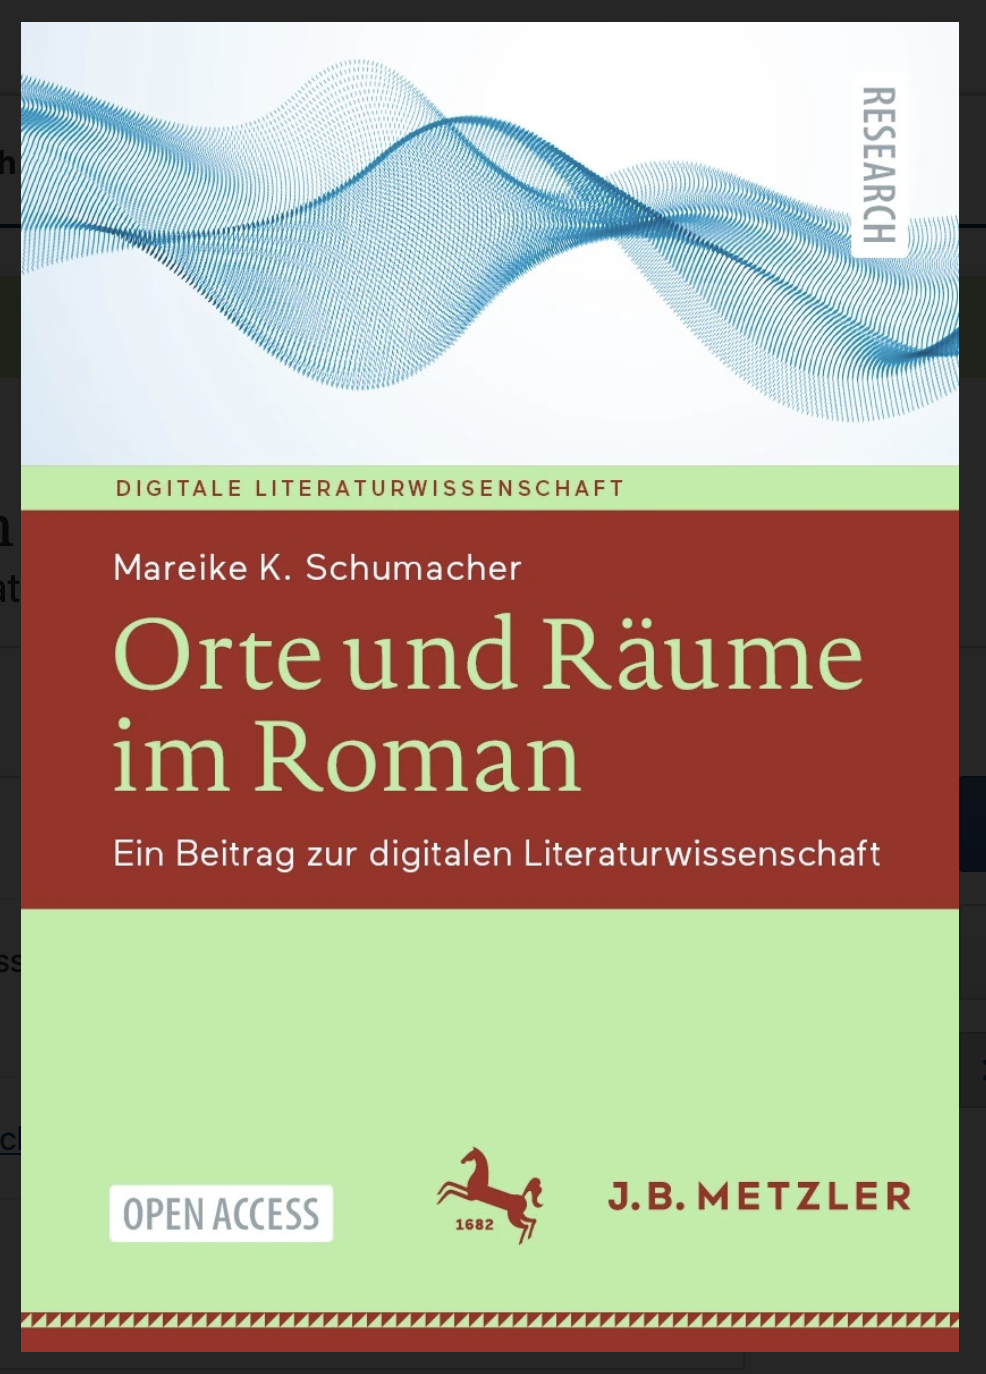 RESEARCH
DIGITALE LITERATURWISSENSCHAFT
Mareike K. Schumacher
Orte und Räume
im Roman
Ein Beitrag zur digitalen Literaturwissenschaft
OPEN ACCESS
1682
J.B. METZLER